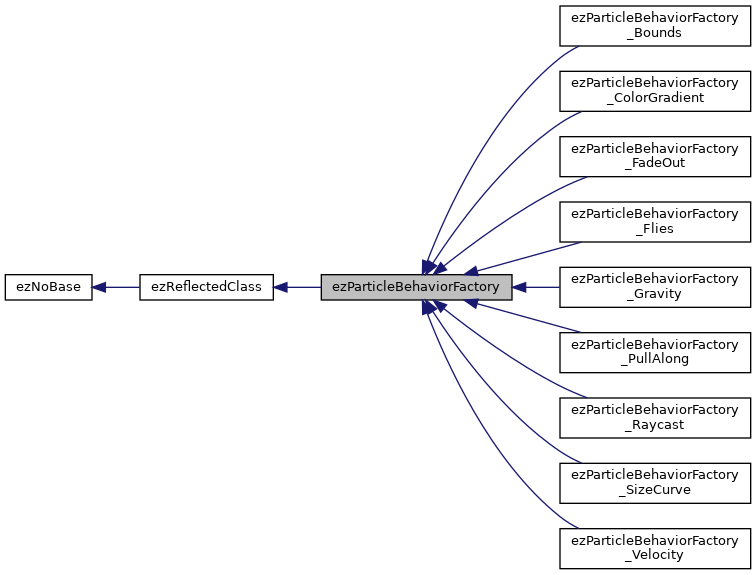 ezParticleBehaviorFactory
_Bounds
ezParticleBehaviorFactory
_ColorGradient
ezParticleBehaviorFactory
_FadeOut
ezParticleBehaviorFactory
_Flies
ezNoBase
ezReflectedClass
ezParticleBehaviorFactory
ezParticleBehaviorFactory
_Gravity
ezParticleBehaviorFactory
_PullAlong
ezParticleBehaviorFactory
_Raycast
ezParticleBehaviorFactory
_SizeCurve
ezParticleBehaviorFactory
_Velocity